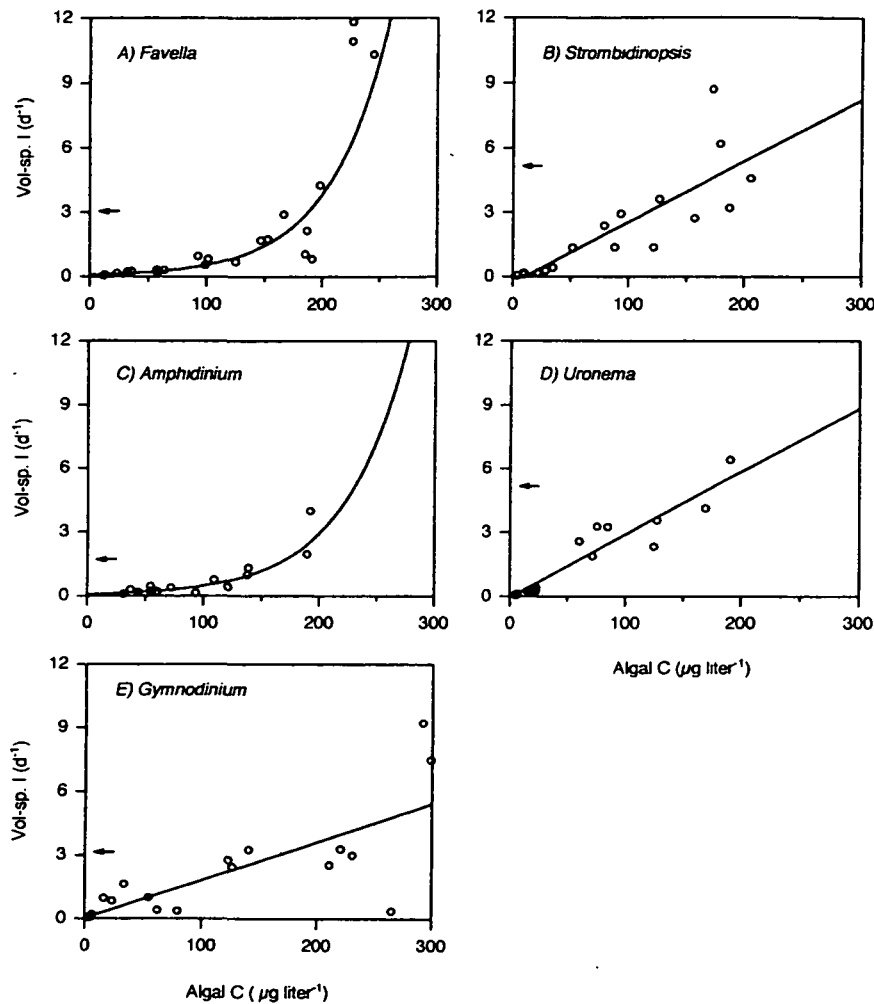 A) Favella
12
9
6
3
0
Vol-sp. I (d⁻¹)
0 100 200 300
B) Strombidinopsis
12
9
6
3
0
0 100 200 300
C) Amphidinium
12
9
6
3
0
Vol-sp. I (d⁻¹)
0 100 200 300
D) Uronema
12
9
6
3
0
0 100 200 300
Algal C (µg liter⁻¹)
E) Gymnodinium
12
9
6
3
0
Vol-sp. I (d⁻¹)
0 100 200 300
Algal C ( µg liter⁻¹)